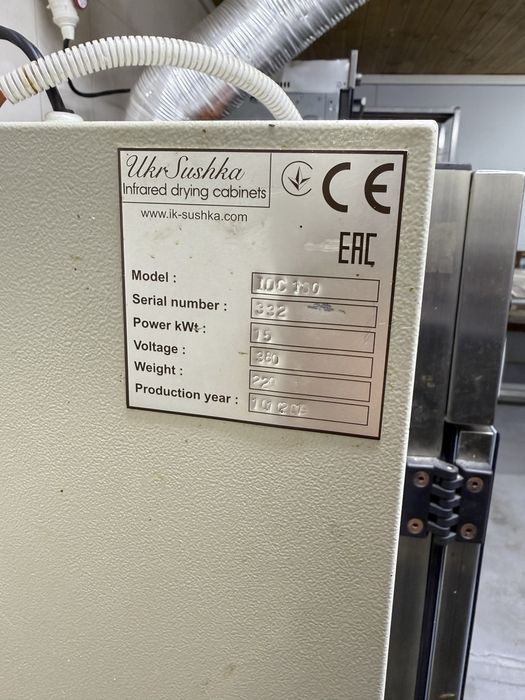 UkrSushka
Infrared drying cabinets
www.ik-sushka.com
CE
EAC
Model :
Serial number : 332
Power kWt : 15
Voltage : 380
Weight :
Production year :